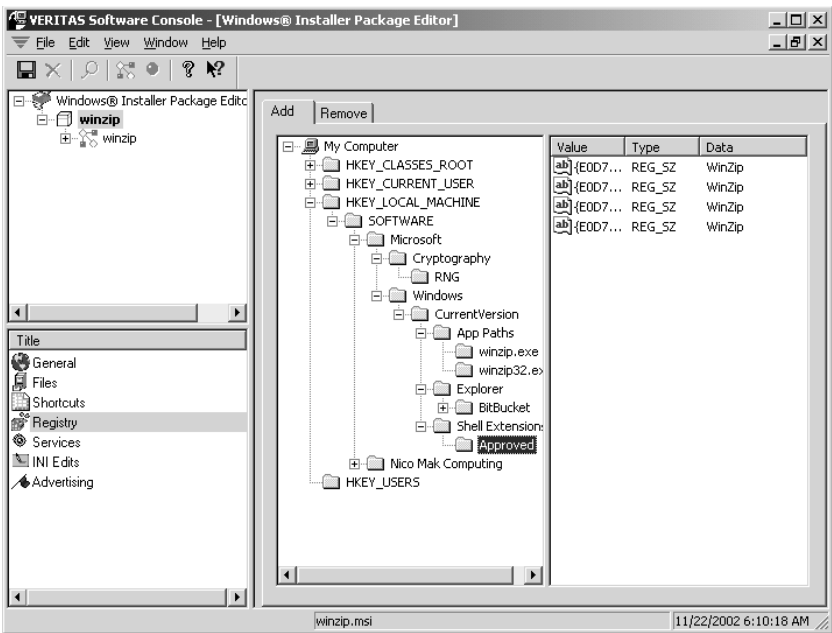 VERITAS Software Console - [Windows® Installer Package Editor]
File Edit View Window Help
Windows® Installer Package Editc
winzip
winzip
Title
General
Files
Shortcuts
Registry
Services
INI Edits
Advertising
Add Remove
My Computer
HKEY_CLASSES_ROOT
HKEY_CURRENT_USER
HKEY_LOCAL_MACHINE
SOFTWARE
Microsoft
Cryptography
RNG
Windows
CurrentVersion
App Paths
winzip.exe
winzip32.ex
Explorer
BitBucket
Shell Extension
Approved
Nico Mak Computing
HKEY_USERS
Value Type Data
ab {E0D7... REG_SZ WinZip
ab {E0D7... REG_SZ WinZip
ab {E0D7... REG_SZ WinZip
ab {E0D7... REG_SZ WinZip
winzip.msi 11/22/2002 6:10:18 AM